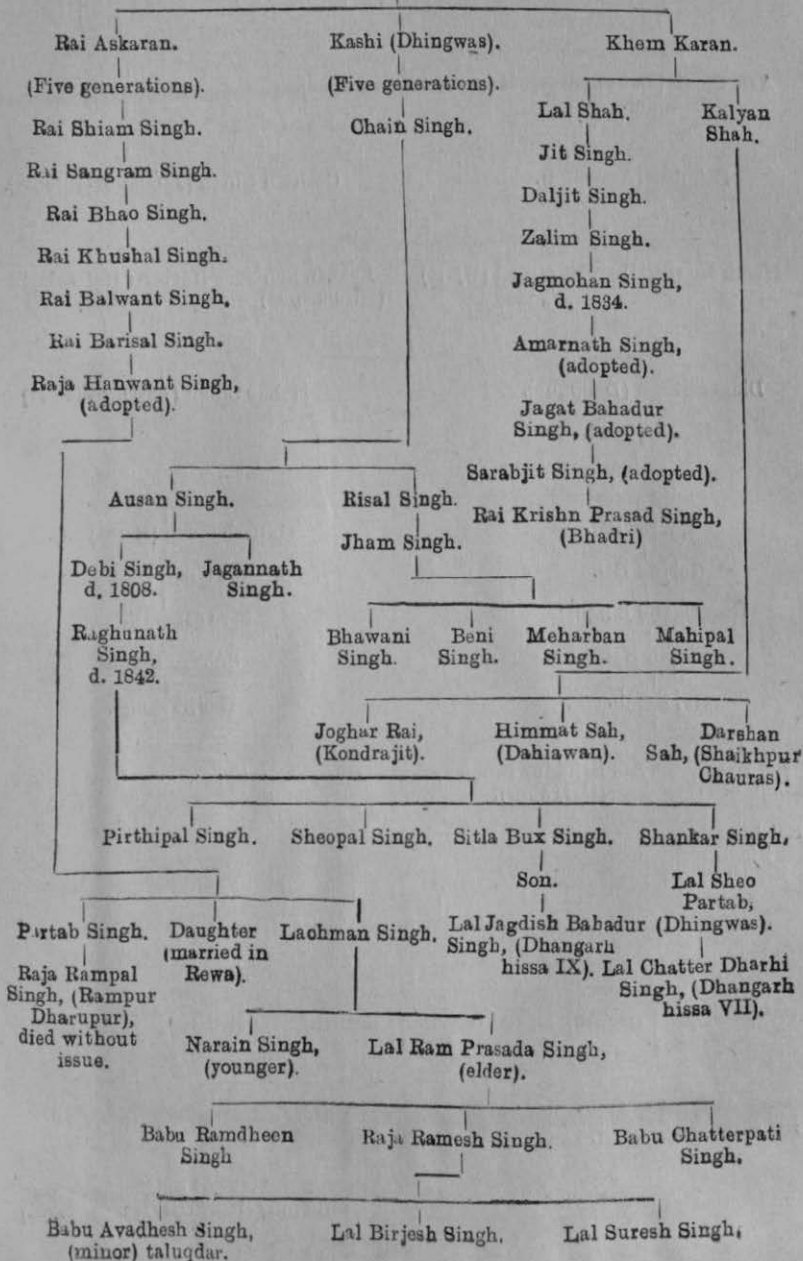 Rai Askaran. Kashi (Dhingwas). Khem Karan.
(Five generations). (Five generations). Lal Shah. Kalyan
Rai Shiam Singh. Chain Singh. Shah.
Jit Singh.
Rai Sangram Singh. Daljit Singh.
Rai Bhao Singh. Zalim Singh.
Rai Khushal Singh. Jagmohan Singh,
d. 1834.
Rai Balwant Singh.
Rai Barisal Singh. Amarnath Singh,
(adopted).
Raja Hanwant Singh,
(adopted). Jagat Bahadur
Singh, (adopted).
Sarabjit Singh, (adopted).
Ausan Singh. Risal Singh.
Rai Krishn Prasad Singh,
(Bhadri)
Jham Singh.
Debi Singh, Jagannath
d. 1808. Singh.
Raghunath Bhawani Beni Meharban Mahipal
Singh, Singh. Singh. Singh. Singh.
d. 1842.
Joghar Rai, Himmat Sah, Darshan
(Kondrajit). (Dahiawan). Sah, (Shaikhpur
Chauras).
Pirthipal Singh. Sheopal Singh. Sitla Bux Singh. Shankar Singh.
Son. Lal Sheo
Partab,
Partab Singh. Daughter Lachman Singh. Lal Jagdish Bahadur (Dhingwas).
(married in Singh, (Dhangarh
Rewa). hissa IX). Lal Chatter Dharhi
Raja Rampal Singh, (Dhangarh
Singh, (Rampur hissa VII).
Dharupur),
died without
issue.
Narain Singh, Lal Ram Prasada Singh,
(younger). (elder).
Babu Ramdheen Raja Ramesh Singh. Babu Chatterpati
Singh Singh.
Babu Avadhesh Singh, Lal Birjesh Singh. Lal Suresh Singh.
(minor) taluqdar.